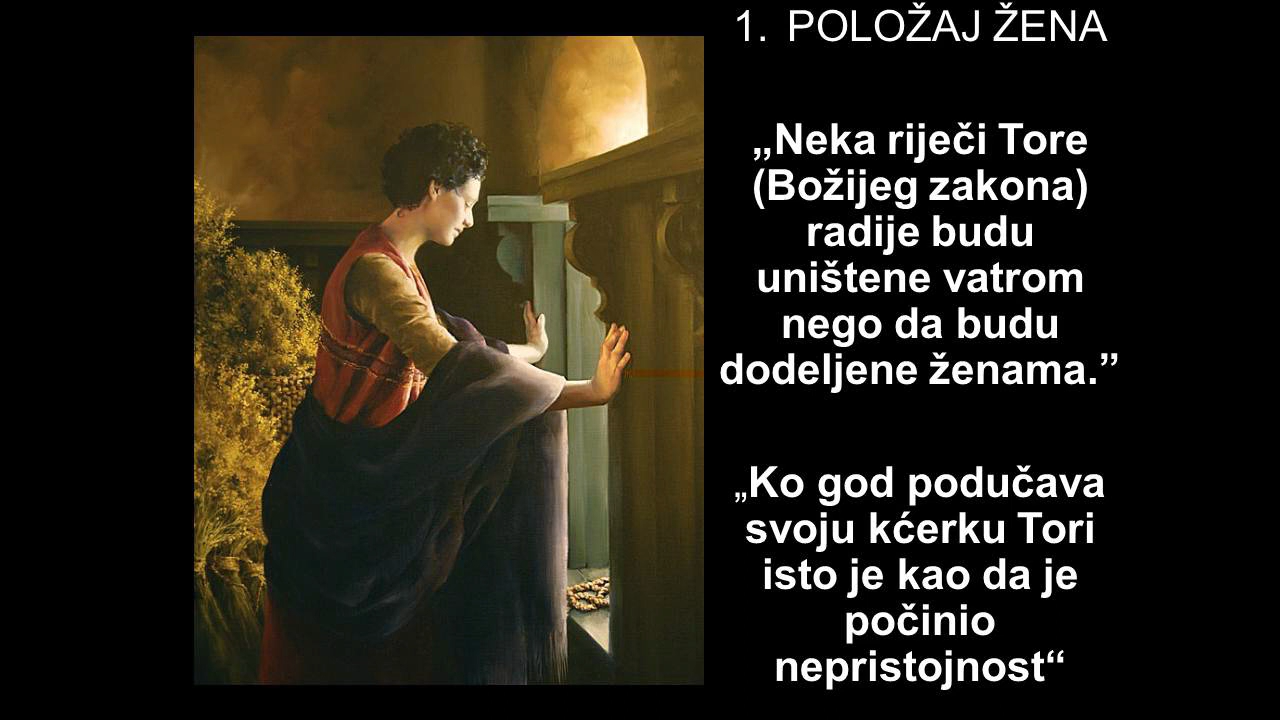 1. POLOŽAJ ŽENA
„Neka riječi Tore
(Božijeg zakona)
radije budu
uništene vatrom
nego da budu
dodeljene ženama.”
„Ko god podučava
svoju kćerku Tori
isto je kao da je
počinio
nepristojnost“